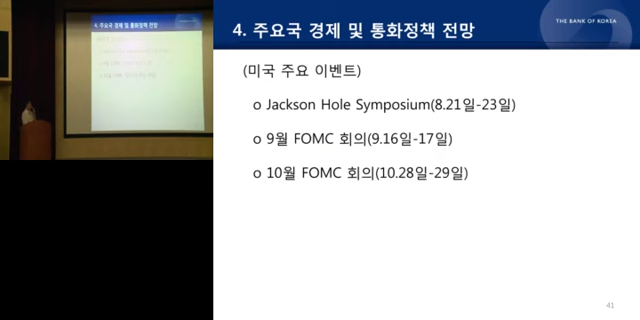 4. 주요국 경제 및 통화정책 전망
THE BANK OF KOREA
(미국 주요 이벤트)
o Jackson Hole Symposium(8.21일-23일)
o 9월 FOMC 회의(9.16일-17일)
o 10월 FOMC 회의(10.28일-29일)
41
4. 주요국 경제 및 통화정책 전망